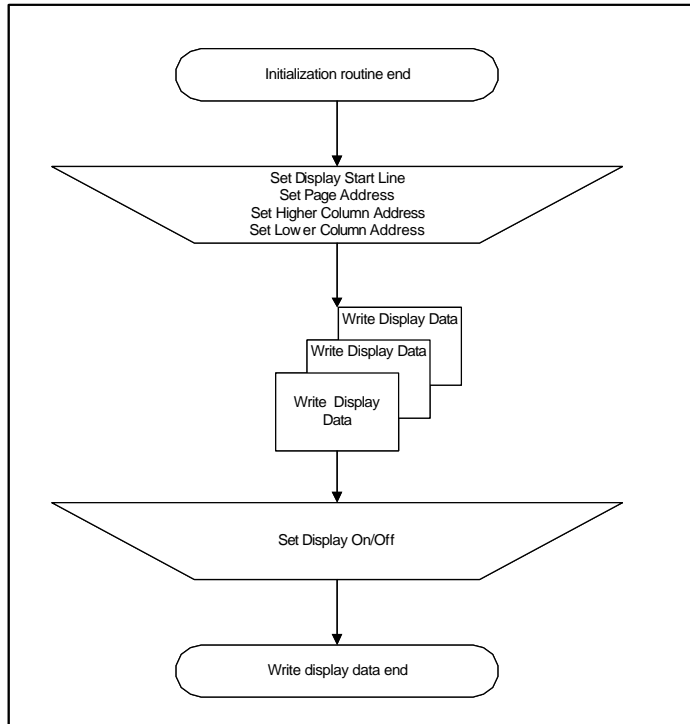 Initialization routine end
Set Display Start Line
Set Page Address
Set Higher Column Address
Set Lower Column Address
Write Display Data
Write Display Data
Write Display
Data
Set Display On/Off
Write display data end